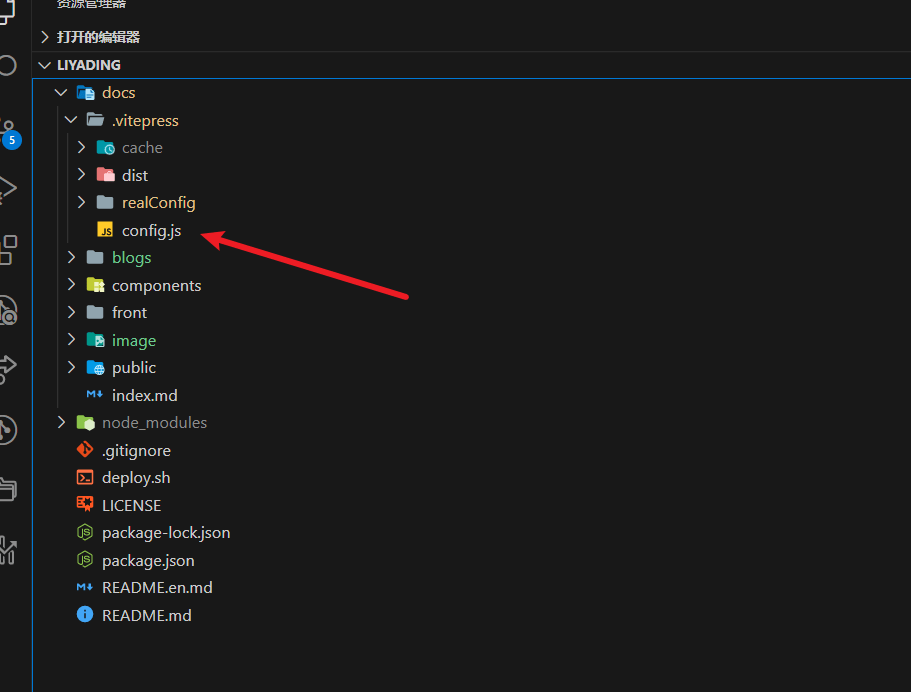 资源管理器
打开的编辑器
LIYADING
docs
.vitepress
cache
5
dist
realConfig
JS config.js
blogs
components
front
image
public
M↓ index.md
node_modules
.gitignore
deploy.sh
LICENSE
package-lock.json
package.json
M↓ README.en.md
README.md